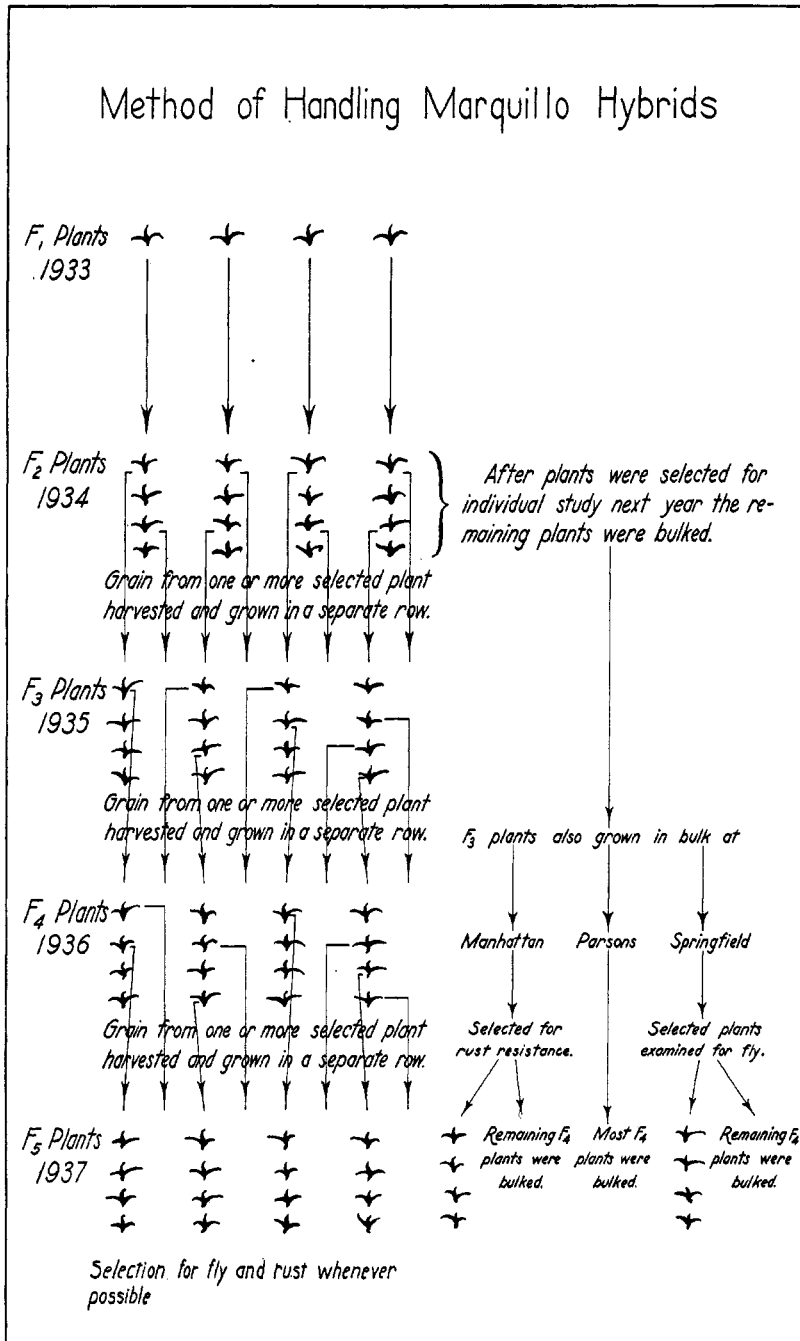 Method of Handling Marquillo Hybrids
F₁ Plants
1933
F₂ Plants
1934
After plants were selected for
individual study next year the re-
maining plants were bulked.
Grain from one or more selected plant
harvested and grown in a separate row.
F₃ Plants
1935
Grain from one or more selected plant
harvested and grown in a separate row.
F₃ plants also grown in bulk at
F₄ Plants
1936
Manhattan Parsons Springfield
Grain from one or more selected plant
harvested and grown in a separate row.
Selected for
rust resistance.
Selected plants
examined for fly.
F₅ Plants
1937
Remaining F₄
plants were
bulked.
Most F₄
plants were
bulked.
Remaining F₄
plants were
bulked.
Selection for fly and rust whenever
possible